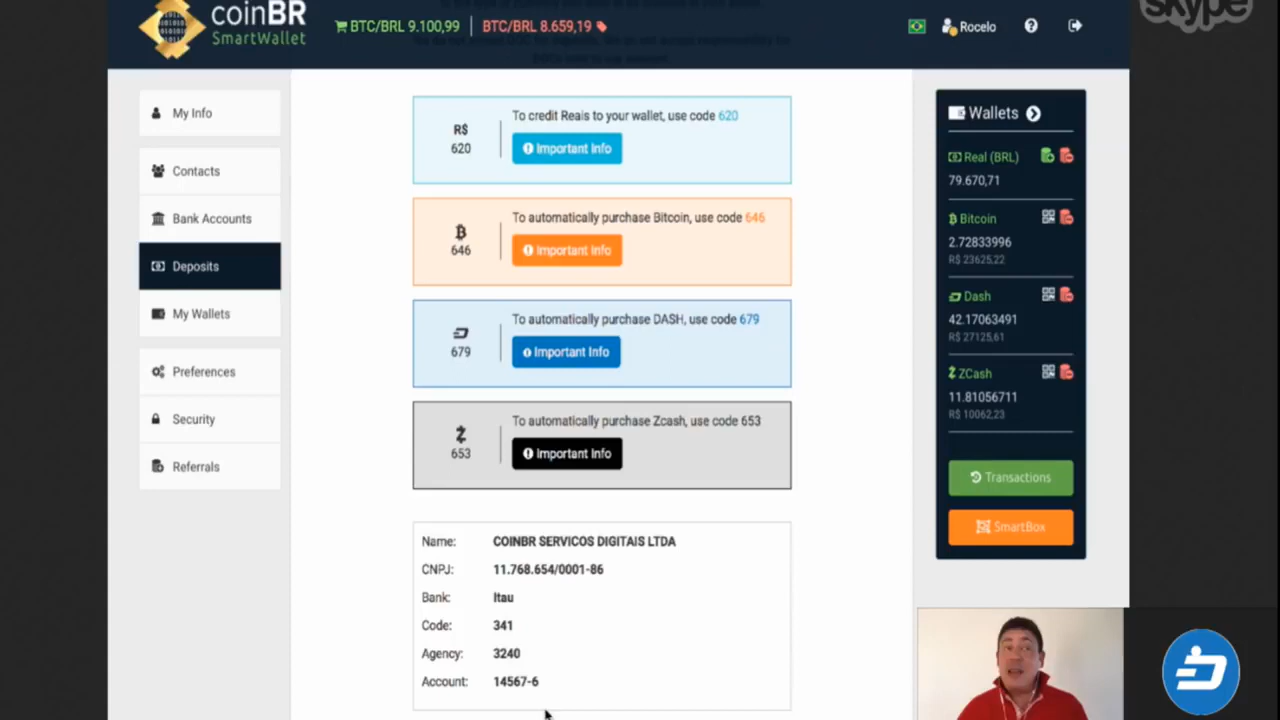 coinBR
SmartWallet
BTC/BRL 9.100,99
BTC/BRL 8.659,19
Rocelo
skype
My Info
Contacts
Bank Accounts
Deposits
My Wallets
Preferences
Security
Referrals
R$
620
To credit Reais to your wallet, use code 620
Important Info
646
To automatically purchase Bitcoin, use code 646
Important Info
679
To automatically purchase DASH, use code 679
Important Info
653
To automatically purchase Zcash, use code 653
Important Info
Name: COINBR SERVICOS DIGITAIS LTDA
CNPJ: 11.768.654/0001-86
Bank: Itau
Code: 341
Agency: 3240
Account: 14567-6
Wallets
Real (BRL)
79.670,71
Bitcoin
2.72833996
R$ 23625,22
Dash
42.17063491
R$ 27125,61
ZCash
11.81056711
R$ 10062,23
Transactions
SmartBox